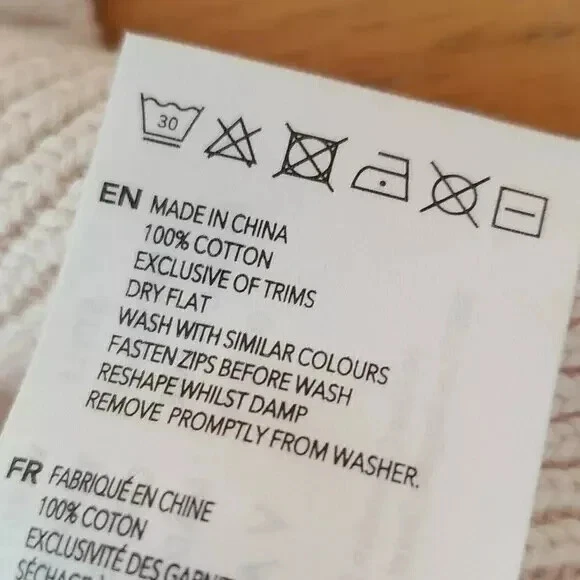 30
EN MADE IN CHINA
100% COTTON
EXCLUSIVE OF TRIMS
DRY FLAT
WASH WITH SIMILAR COLOURS
FASTEN ZIPS BEFORE WASH
RESHAPE WHILST DAMP
REMOVE PROMPTLY FROM WASHER.
FR FABRIQUÉ EN CHINE
100% COTON
EXCLUSIVITÉ DES